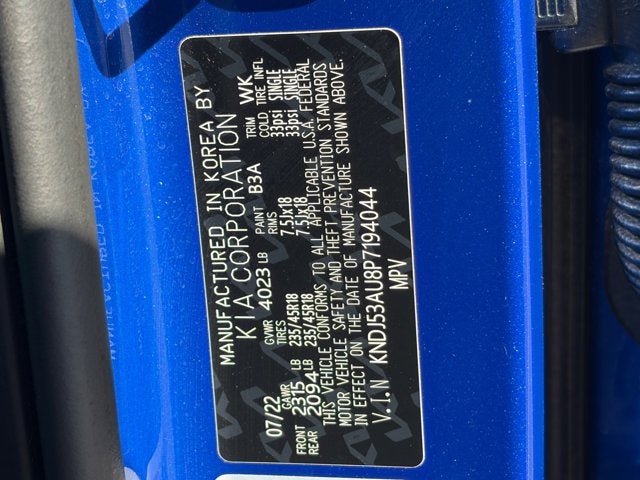 MANUFACTURED IN KOREA BY
KIA CORPORATION
07/22 GVWR 4023 LB PAINT B3A TRIM WK
GAWR TIRES RIMS COLD TIRE INFL
FRONT 2315 LB 235/45R18 7.5Jx18 33psi SINGLE
REAR 2094 LB 235/45R18 7.5Jx18 33psi SINGLE
THIS VEHICLE CONFORMS TO ALL APPLICABLE U.S.A. FEDERAL
MOTOR VEHICLE SAFETY AND THEFT PREVENTION STANDARDS
IN EFFECT ON THE DATE OF MANUFACTURE SHOWN ABOVE.
V.I.N KNDJ53AU8P7194044
MPV